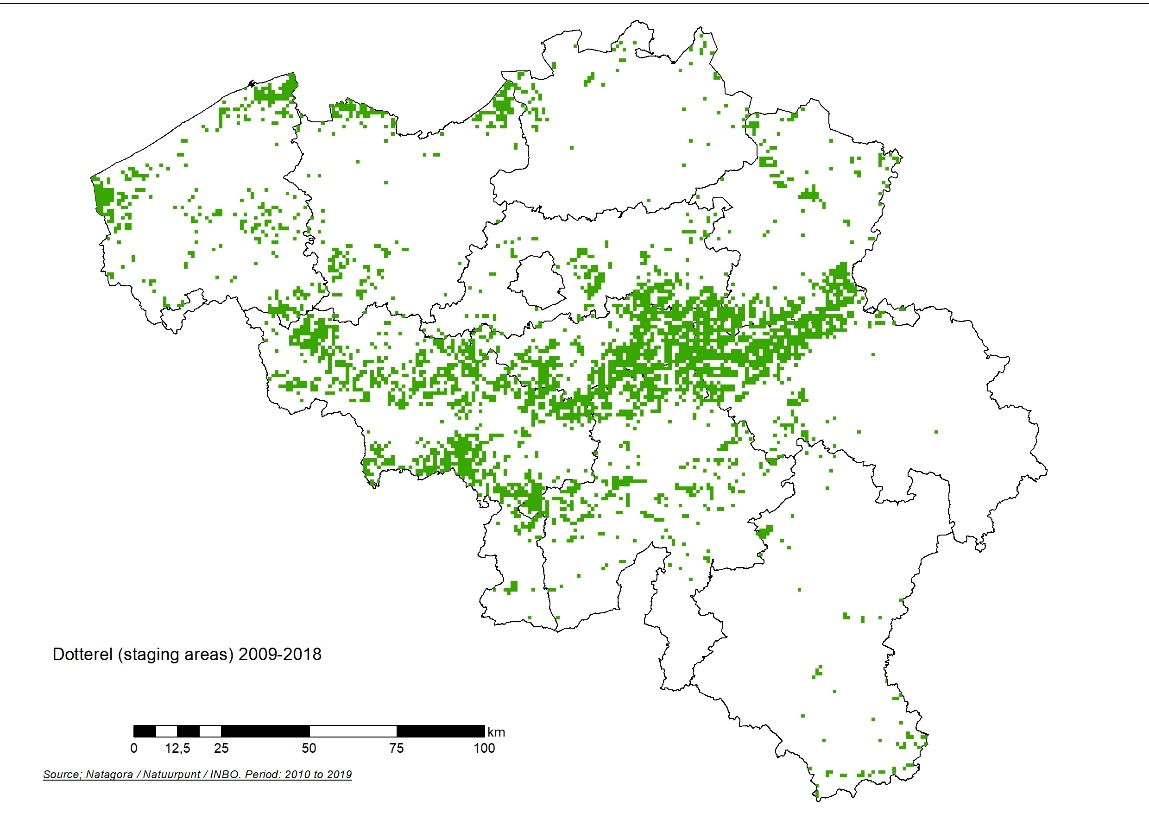 Dotterel (staging areas) 2009-2018
km
0 12,5 25 50 75 100
Source; Natagora / Natuurpunt / INBO. Period: 2010 to 2019